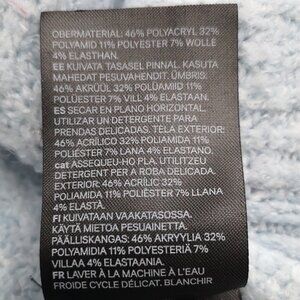 OBERMATERIAL: 46% POLYACRYL 32%
POLYAMID 11% POLYESTER 7% WOLLE
4% ELASTHAN.
EE KUIVATA TASASEL PINNAL. KASUTA
MAHEDAT PESUVAHENDIT. ÜMBRIS:
46% AKRÜÜL 32% POLÜAMIID 11%
POLÜESTER 7% VILL 4% ELASTAAN.
ES SECAR EN PLANO HORIZONTAL.
UTILIZAR UN DETERGENTE PARA
PRENDAS DELICADAS. TELA EXTERIOR:
46% ACRÍLICO 32% POLIAMIDA 11%
POLIÉSTER 7% LANA 4% ELASTANO.
cat ASSEQUEU-HO PLA. UTILITZEU
DETERGENT PER A ROBA DELICADA.
EXTERIOR: 46% ACRÍLIC 32%
POLIAMIDA 11% POLIÈSTER 7% LLANA
4% ELASTÀ.
FI KUIVATAAN VAAKATASOSSA.
KÄYTÄ MIETOA PESUAINETTA.
PÄÄLLISKANGAS: 46% AKRYYLIA 32%
POLYAMIDIA 11% POLYESTERIÄ 7%
VILLAA 4% ELASTAANIA.
FR LAVER À LA MACHINE À L'EAU
FROIDE CYCLE DÉLICAT. BLANCHIR